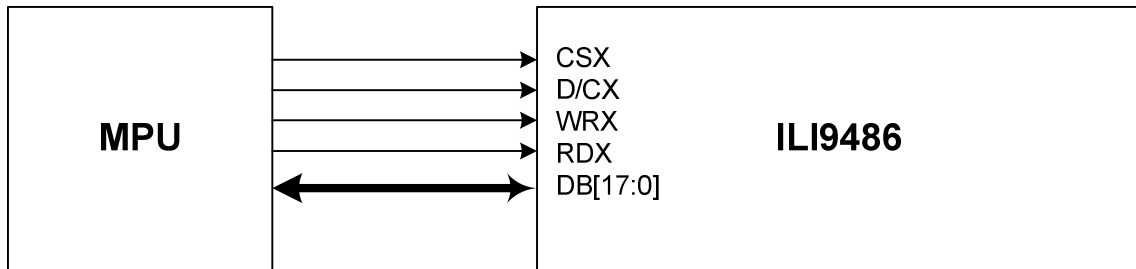 MPU
CSX
D/CX
WRX
RDX
DB[17:0]
ILI9486